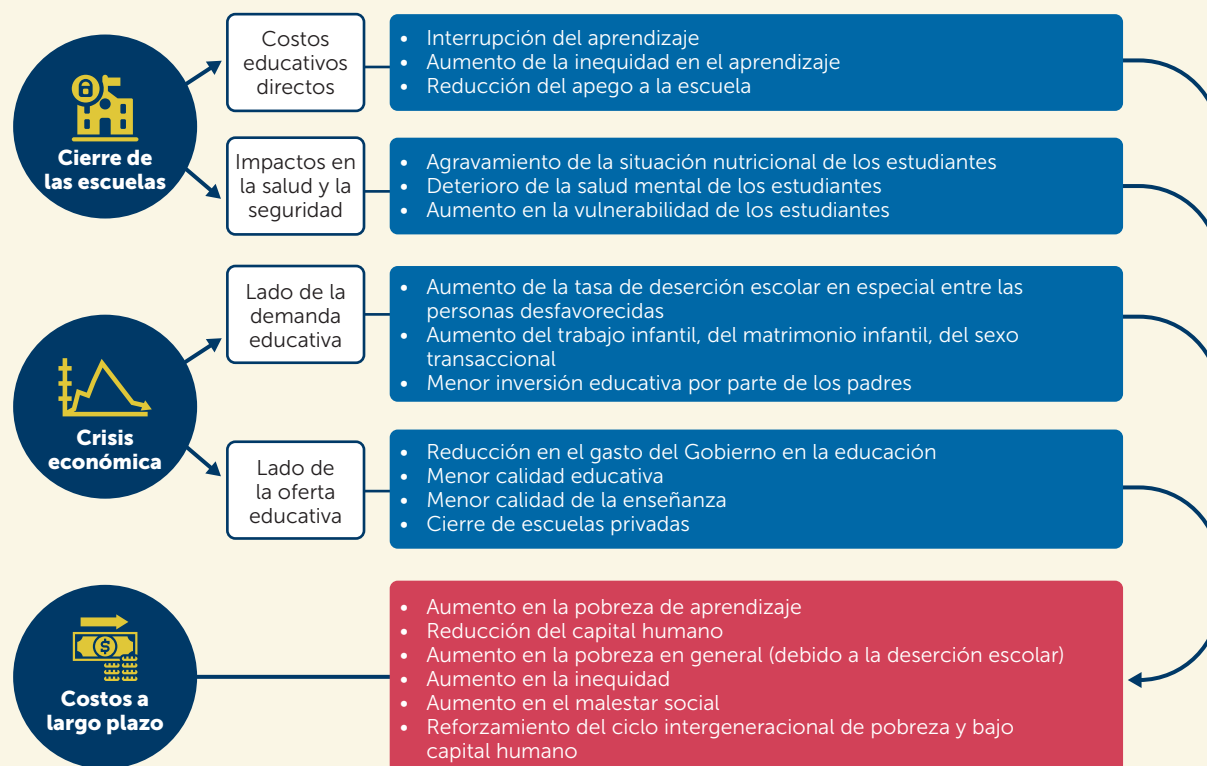 Cierre de
las escuelas
Costos
educativos
directos
• Interrupción del aprendizaje
• Aumento de la inequidad en el aprendizaje
• Reducción del apego a la escuela
Impactos en
la salud y la
seguridad
• Agravamiento de la situación nutricional de los estudiantes
• Deterioro de la salud mental de los estudiantes
• Aumento en la vulnerabilidad de los estudiantes
Crisis
económica
Lado de la
demanda
educativa
• Aumento de la tasa de deserción escolar en especial entre las
personas desfavorecidas
• Aumento del trabajo infantil, del matrimonio infantil, del sexo
transaccional
• Menor inversión educativa por parte de los padres
Lado de
la oferta
educativa
• Reducción en el gasto del Gobierno en la educación
• Menor calidad educativa
• Menor calidad de la enseñanza
• Cierre de escuelas privadas
$
Costos a
largo plazo
• Aumento en la pobreza de aprendizaje
• Reducción del capital humano
• Aumento en la pobreza en general (debido a la deserción escolar)
• Aumento en la inequidad
• Aumento en el malestar social
• Reforzamiento del ciclo intergeneracional de pobreza y bajo
capital humano